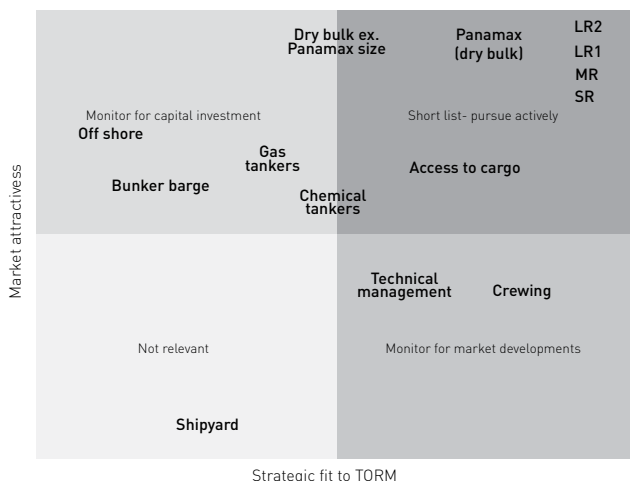 Dry bulk ex.
Panamax size
Panamax
(dry bulk)
LR2
LR1
MR
SR
Monitor for capital investment
Short list- pursue actively
Off shore
Gas
tankers
Access to cargo
Bunker barge
Chemical
tankers
Market attractivess
Technical
management
Crewing
Not relevant
Monitor for market developments
Shipyard
Strategic fit to TORM